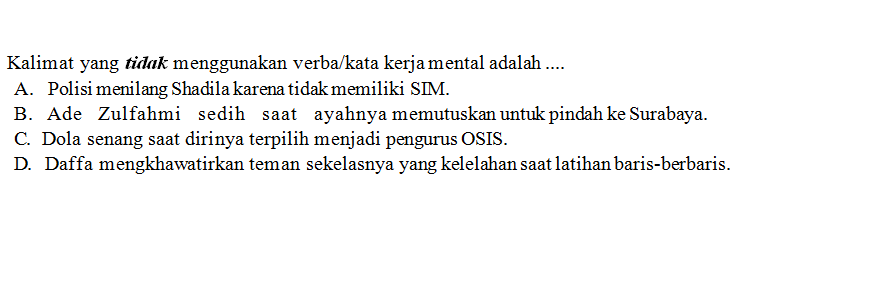 Kalimat yang tidak menggunakan verba/kata kerja mental adalah ....
A. Polisi menilang Shadila karena tidak memiliki SIM.
B. Ade Zulfahmi sedih saat ayahnya memutuskan untuk pindah ke Surabaya.
C. Dola senang saat dirinya terpilih menjadi pengurus OSIS.
D. Daffa mengkhawatirkan teman sekelasnya yang kelelahan saat latihan baris-berbaris.